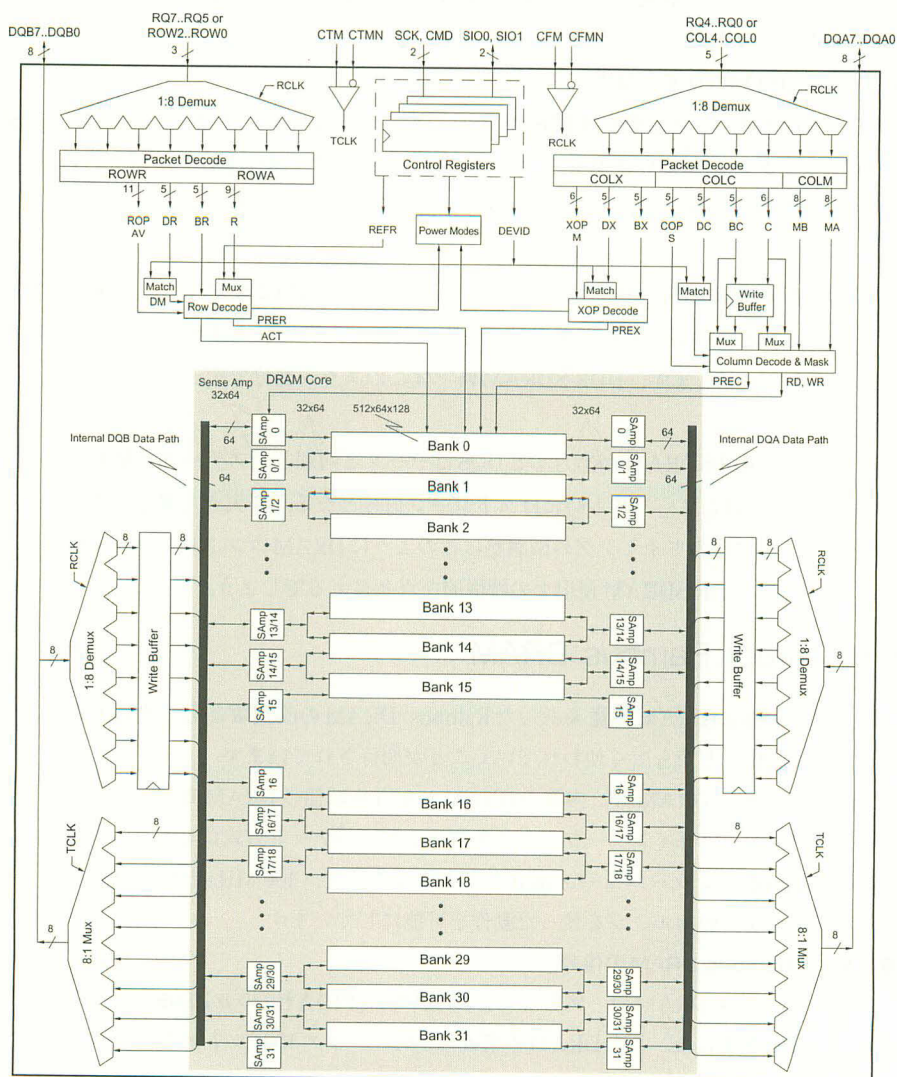 RQ7..RQ5 or
ROW2..ROW0
DQB7..DQB0
8
3
CTM
CTMN
SCK, CMD
2
SIO0, SIO1
2
CFM
CFMN
RQ4..RQ0 or
COL4..COL0
5
DQA7..DQA0
8
RCLK
1:8 Demux
TCLK
Control Registers
RCLK
RCLK
1:8 Demux
Packet Decode
ROWR
ROWA
11
5
5
9
ROP
AV
DR
BR
R
REFR
Power Modes
DEVID
Packet Decode
COLX
COLC
COLM
6
5
5
5
5
5
6
8
8
XOP
M
DX
BX
COP
S
DC
BC
C
MB
MA
Match
DM
Mux
Row Decode
PRER
ACT
Match
XOP Decode
PREX
Match
Write
Buffer
Mux
Mux
Column Decode & Mask
PREC
RD, WR
Sense Amp
32x64
DRAM Core
32x64
512x64x128
32x64
Internal DQB Data Path
64
64
Internal DQA Data Path
64
64
SAmp
0
Bank 0
SAmp
0
SAmp
0/1
SAmp
0/1
Bank 1
SAmp
1/2
SAmp
1/2
Bank 2
Bank 13
SAmp
13/14
SAmp
13/14
Bank 14
SAmp
14/15
SAmp
14/15
Bank 15
SAmp
15
SAmp
15
SAmp
16
Bank 16
SAmp
16
SAmp
16/17
SAmp
16/17
Bank 17
SAmp
17/18
SAmp
17/18
Bank 18
Bank 29
SAmp
29/30
SAmp
29/30
Bank 30
SAmp
30/31
SAmp
30/31
Bank 31
SAmp
31
SAmp
31
RCLK
8
8
8
1:8 Demux
Write Buffer
TCLK
8
8
8:1 Mux
8
8
RCLK
8
Write Buffer
1:8 Demux
8
TCLK
8
8:1 Mux